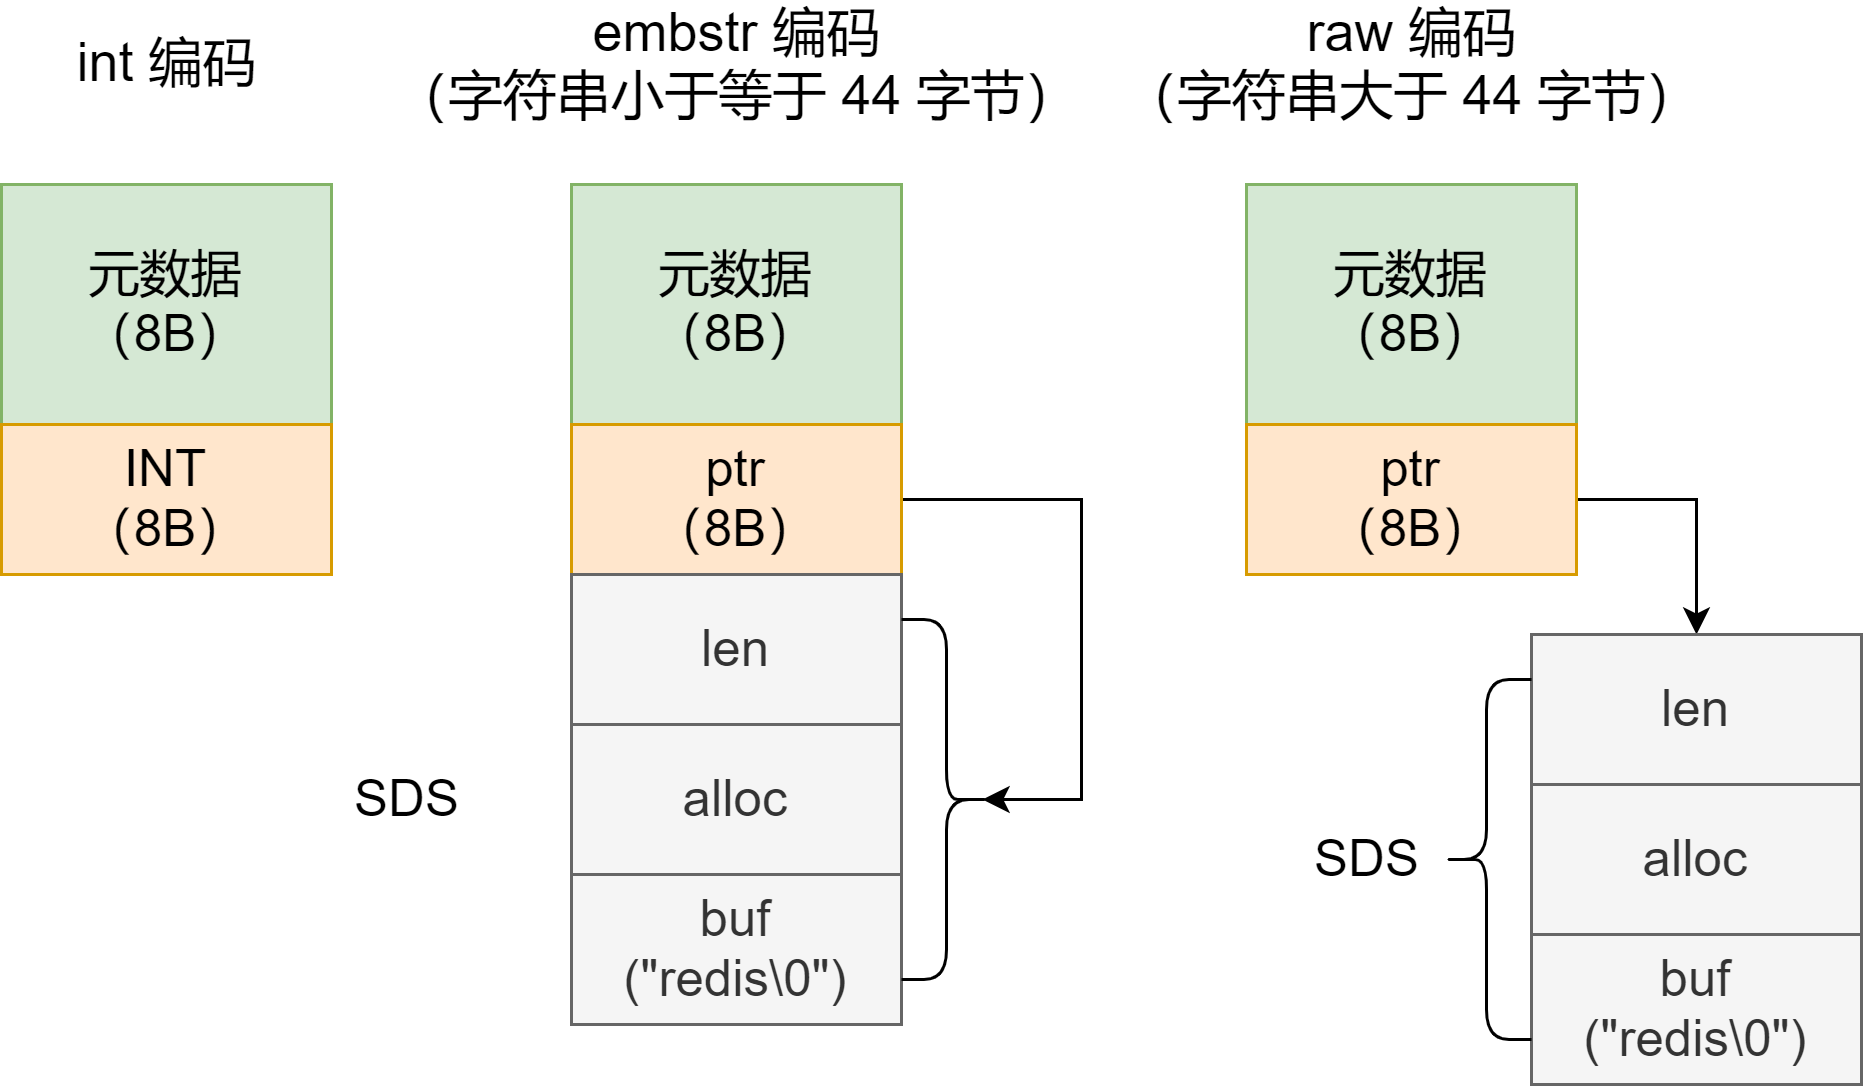 int 编码
embstr 编码
（字符串小于等于 44 字节）
raw 编码
（字符串大于 44 字节）
元数据
（8B）
INT
（8B）
元数据
（8B）
ptr
（8B）
len
alloc
buf
("redis\0")
SDS
元数据
（8B）
ptr
（8B）
len
alloc
buf
("redis\0")
SDS